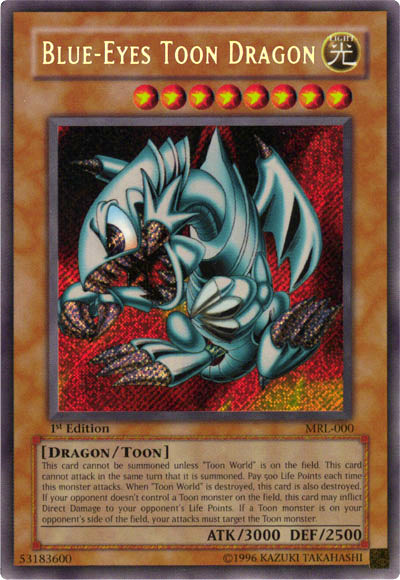 BLUE-EYES TOON DRAGON
LIGHT
光
1st Edition
MRL-000
[DRAGON/TOON]
This card cannot be summoned unless "Toon World" is on the field. This card
cannot attack in the same turn that it is summoned. Pay 500 Life Points each time
this monster attacks. When "Toon World" is destroyed, this card is also destroyed.
If your opponent doesn't control a Toon monster on the field, this card may inflict
Direct Damage to your opponent's Life Points. If a Toon monster is on your
opponent's side of the field, your attacks must target the Toon monster.
ATK/3000 DEF/2500
53183600
©1996 KAZUKI TAKAHASHI